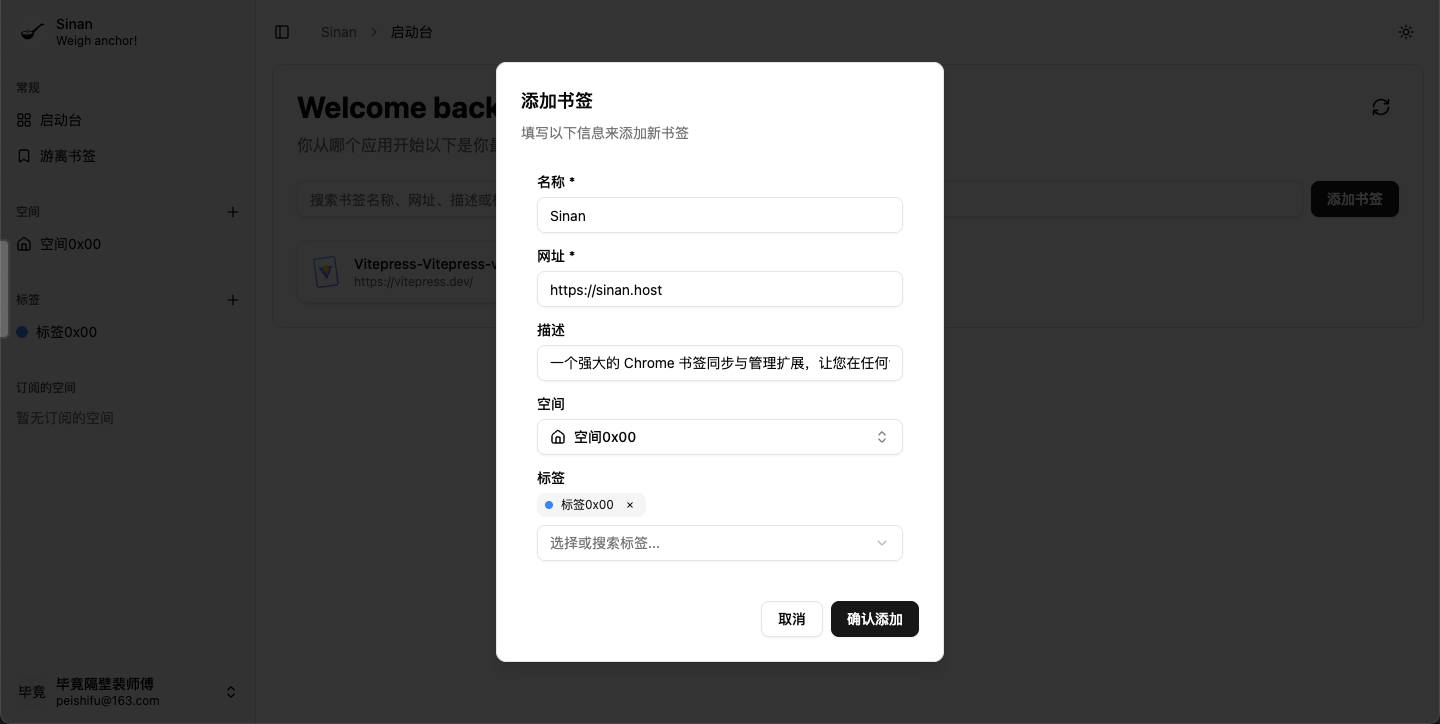 Sinan
Weigh anchor!
常规
启动台
游离书签
空间
空间0x00
标签
标签0x00
订阅的空间
暂无订阅的空间
毕竟
毕竟隔壁裴师傅
peishifu@163.com
Sinan
启动台
Welcome back
你从哪个应用开始以下是你
搜索书签名称、网址、描述或
添加书签
Vitepress-Vitepress-v
https://vitepress.dev/
添加书签
填写以下信息来添加新书签
名称 *
Sinan
网址 *
https://sinan.host
描述
一个强大的 Chrome 书签同步与管理扩展，让您在任何
空间
空间0x00
标签
标签0x00 ×
选择或搜索标签...
取消
确认添加